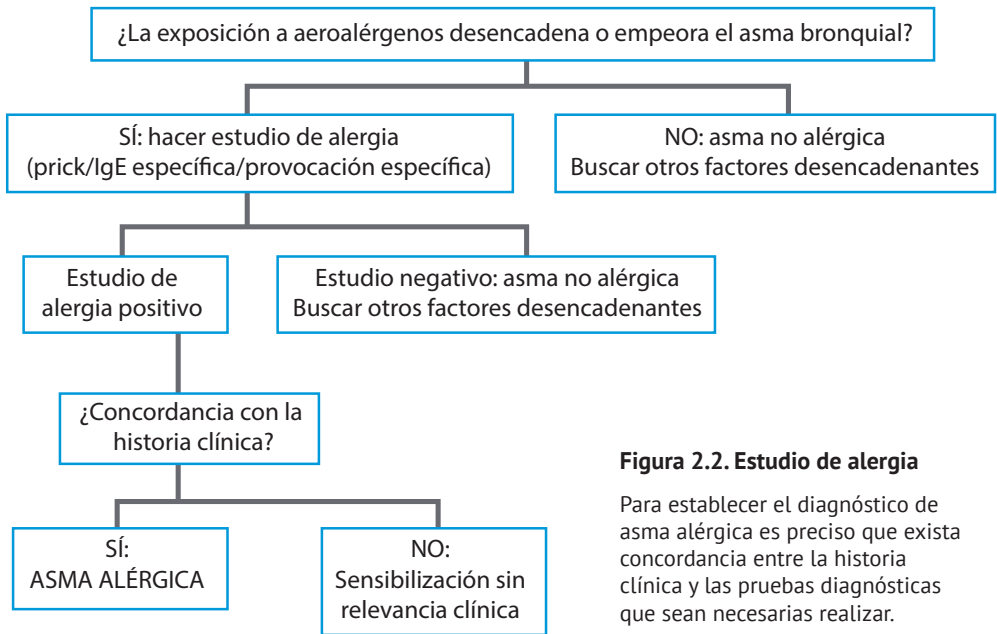 ¿La exposición a aeroalérgenos desencadena o empeora el asma bronquial?
SÍ: hacer estudio de alergia
(prick/IgE específica/provocación específica)
NO: asma no alérgica
Buscar otros factores desencadenantes
Estudio de
alergia positivo
Estudio negativo: asma no alérgica
Buscar otros factores desencadenantes
¿Concordancia con la
historia clínica?
SÍ:
ASMA ALÉRGICA
NO:
Sensibilización sin
relevancia clínica
Figura 2.2. Estudio de alergia
Para establecer el diagnóstico de
asma alérgica es preciso que exista
concordancia entre la historia
clínica y las pruebas diagnósticas
que sean necesarias realizar.